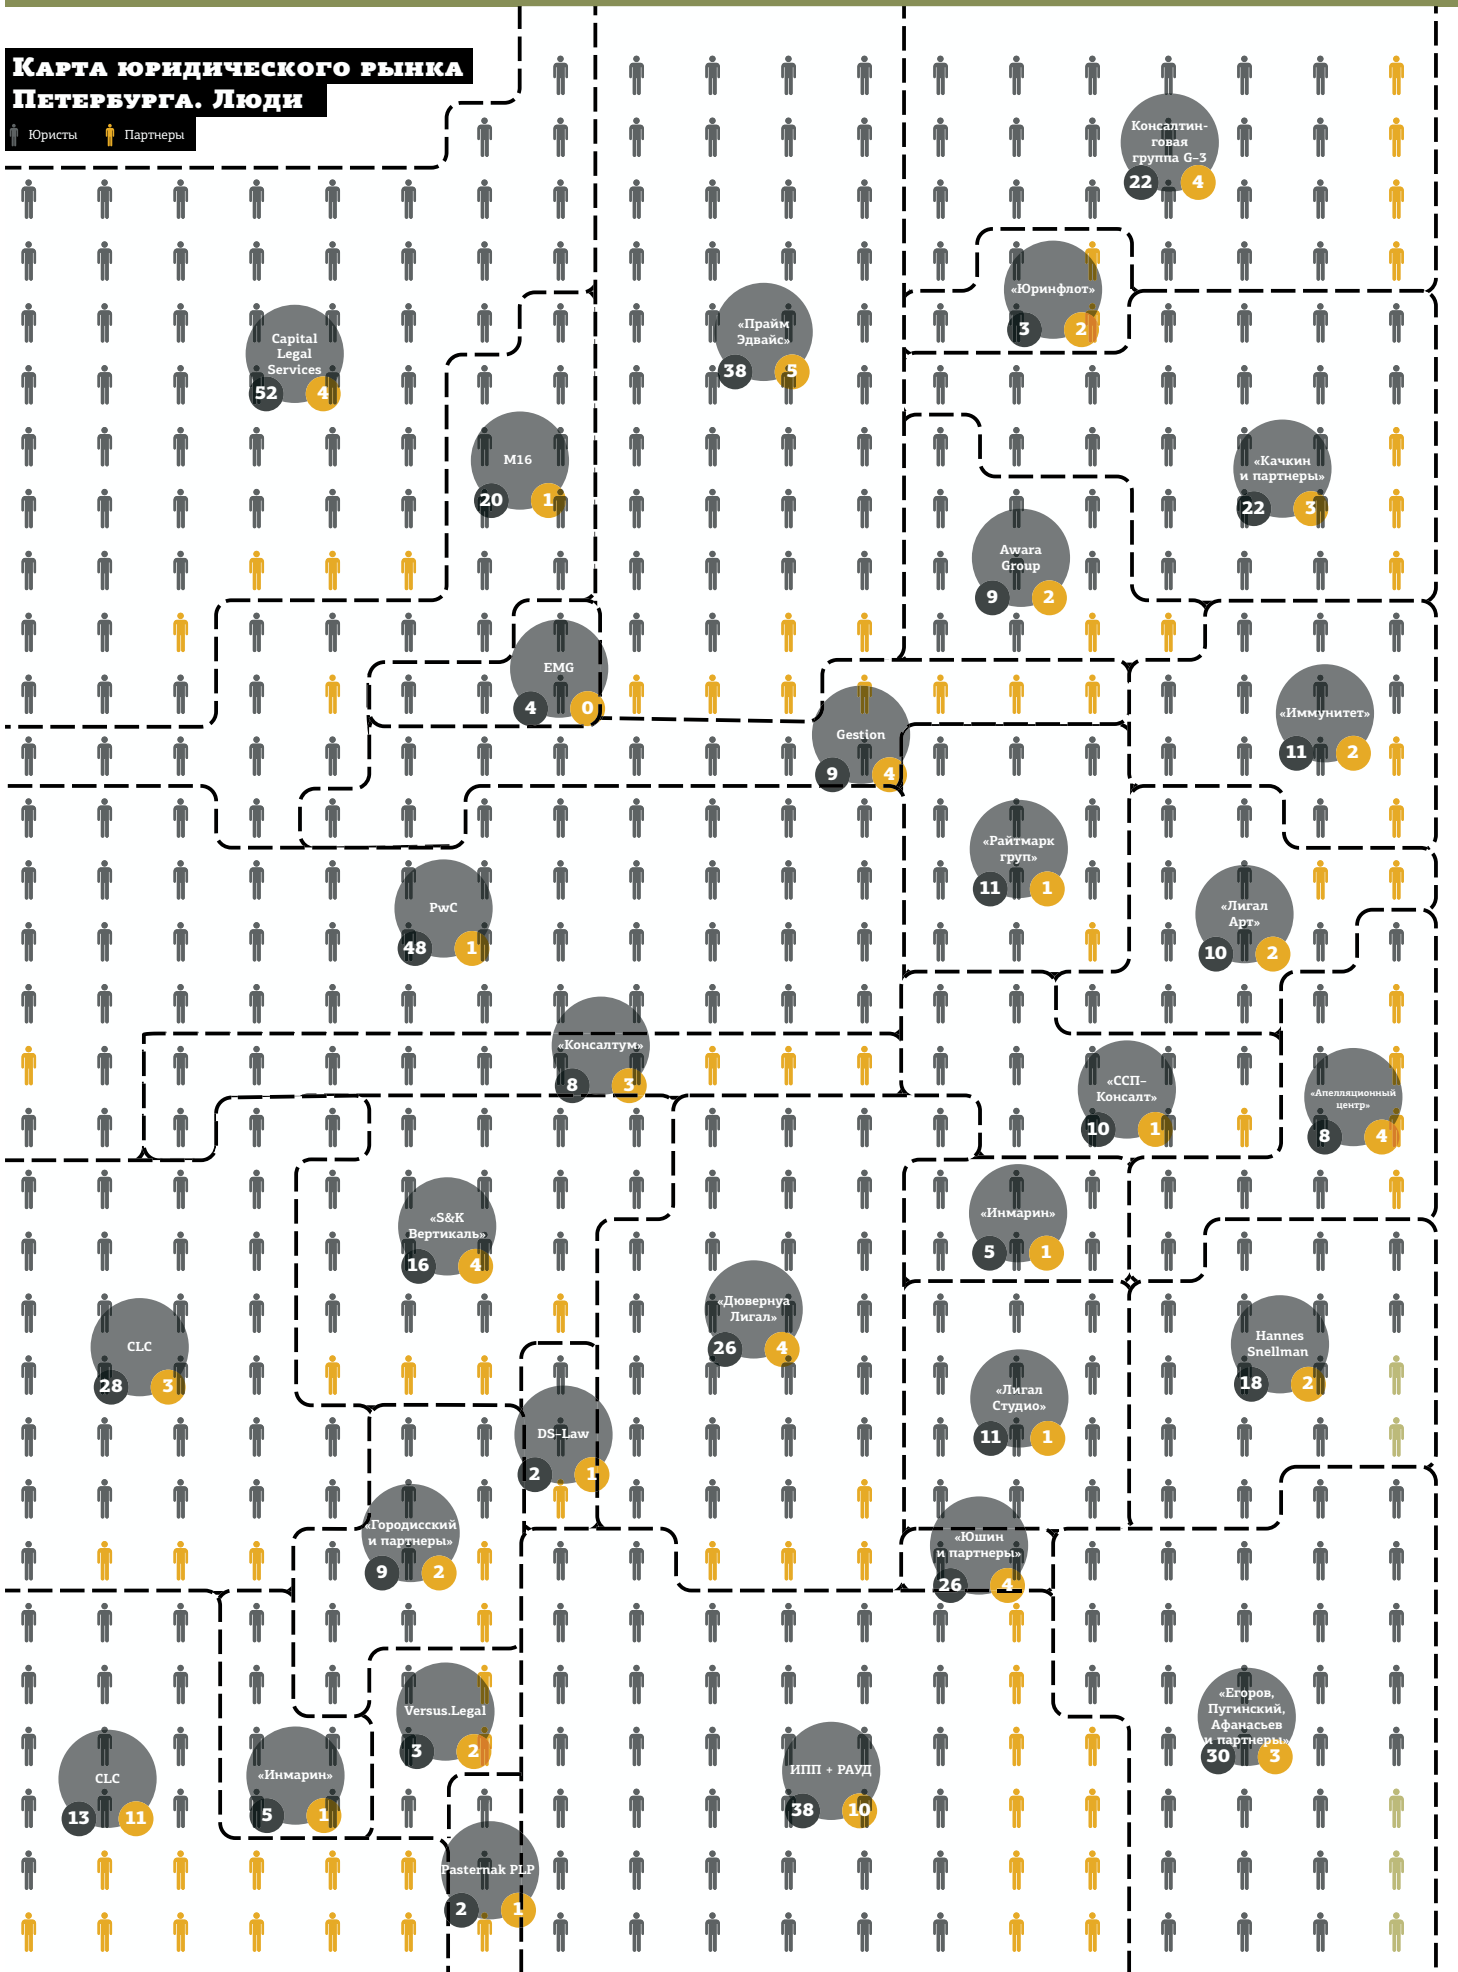 Карта юридического рынка
Петербурга. Люди
Юристы
Партнеры
Консалтин-
говая
группа G–3
22
4
«Юринфлот»
3
2
Capital
Legal
Services
52
4
«Прайм
Эдвайс»
38
5
М16
20
1
«Качкин
и партнеры»
22
3
Awara
Group
9
2
EMG
4
0
Gestion
9
4
«Иммунитет»
11
2
«Райтмарк
груп»
11
1
PwC
48
1
«Лигал
Арт»
10
2
«Консалтум»
8
3
«ССП–
Консалт»
10
1
«Апелляционный
центр»
8
4
«S&K
Вертикаль»
16
4
«Инмарин»
5
1
«Дювернуа
Лигал»
26
4
CLC
28
3
Hannes
Snellman
18
2
«Лигал
Студио»
11
1
DS–Law
2
1
«Городисский
и партнеры»
9
2
«Юшин
и партнеры»
26
4
Versus.Legal
3
2
«Егоров,
Пугинский,
Афанасьев
и партнеры»
30
3
CLC
13
11
«Инмарин»
5
1
ИПП + РАУД
38
10
Pasternak PLP
2
1